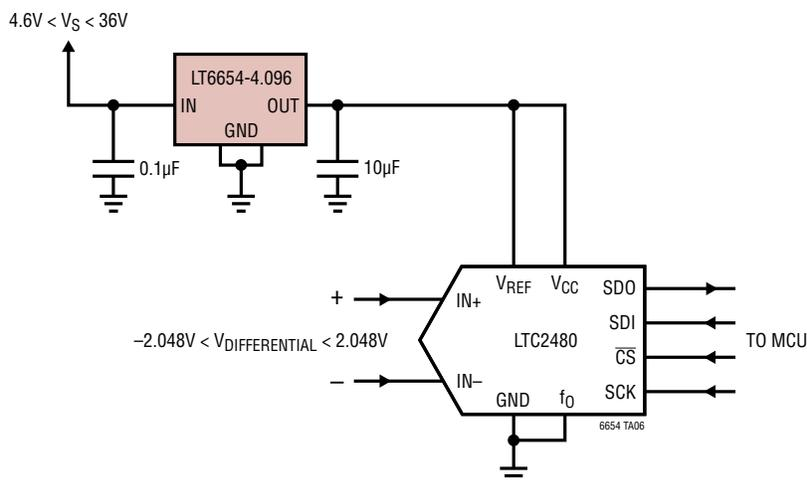 4.6V < VS < 36V
LT6654-4.096
IN OUT
GND
0.1µF
10µF
VREF VCC SDO
+
IN+
SDI
–2.048V < VDIFFERENTIAL < 2.048V
LTC2480
TO MCU
CS
–
IN–
SCK
GND fO
6654 TA06